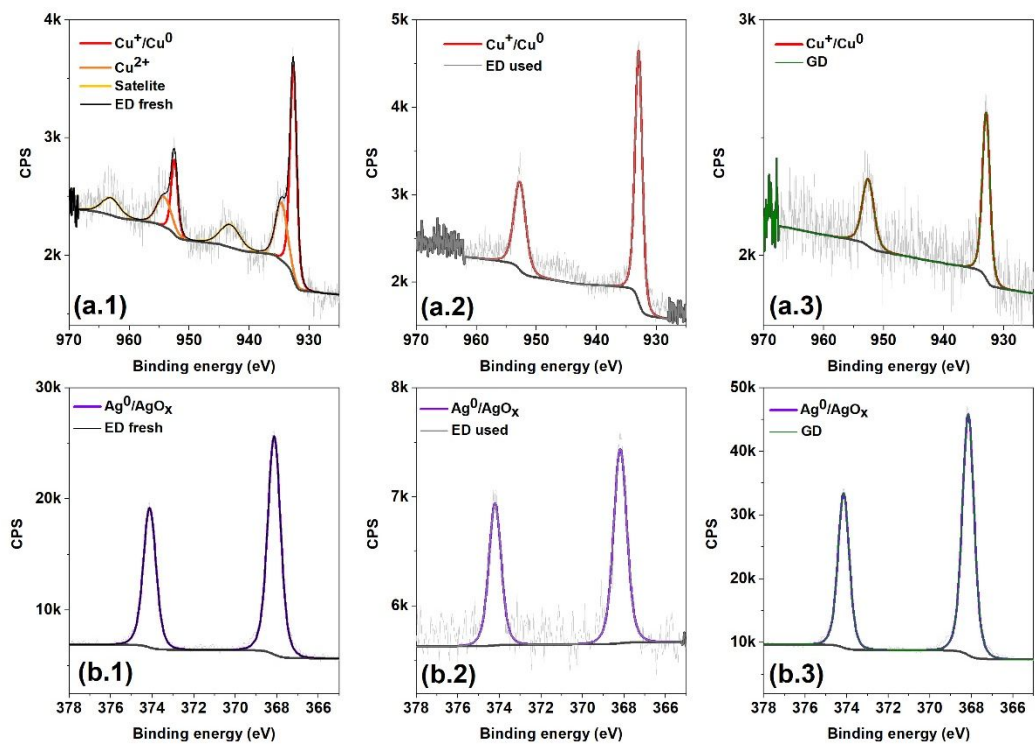 4k
Cu⁺/Cu⁰
Cu²⁺
Satelite
ED fresh
3k
CPS
2k
(a.1)
970 960 950 940 930
Binding energy (eV)
5k
Cu⁺/Cu⁰
ED used
4k
CPS
3k
2k
(a.2)
970 960 950 940 930
Binding energy (eV)
3k
Cu⁺/Cu⁰
GD
CPS
2k
(a.3)
970 960 950 940 930
Binding energy (eV)
30k
Ag⁰/AgOₓ
ED fresh
20k
CPS
10k
(b.1)
378 376 374 372 370 368 366
Binding energy (eV)
8k
Ag⁰/AgOₓ
ED used
7k
CPS
6k
(b.2)
378 376 374 372 370 368 366
Binding energy (eV)
50k
Ag⁰/AgOₓ
GD
40k
CPS
30k
20k
10k
(b.3)
378 376 374 372 370 368 366
Binding energy (eV)